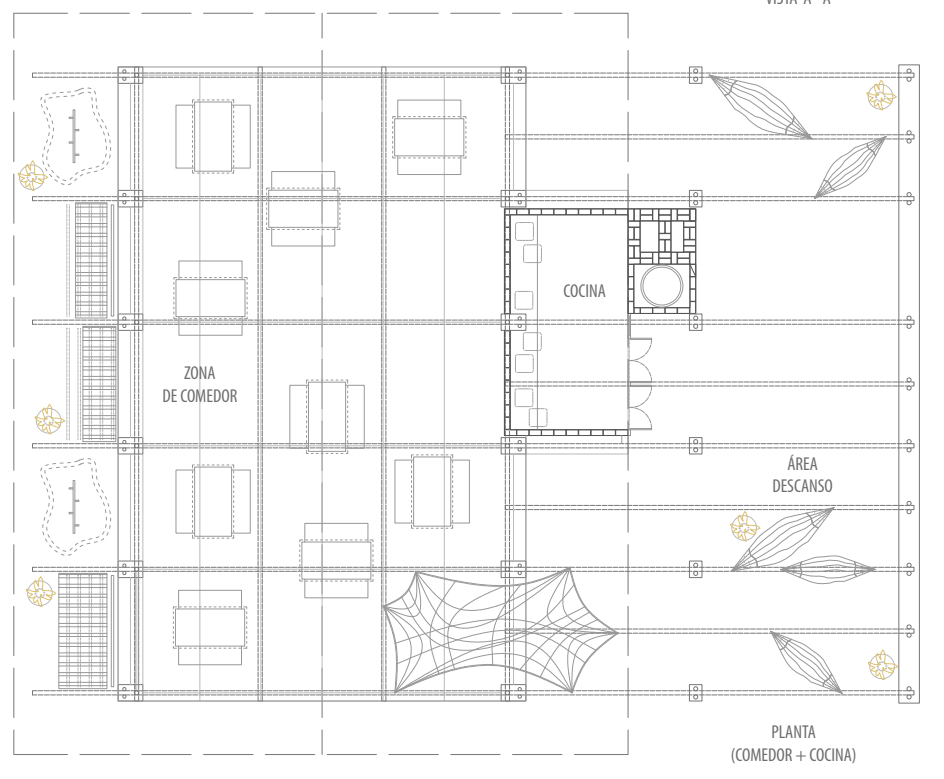 VISTA A - A'
COCINA
ZONA
DE COMEDOR
ÁREA
DESCANSO
PLANTA
(COMEDOR + COCINA)